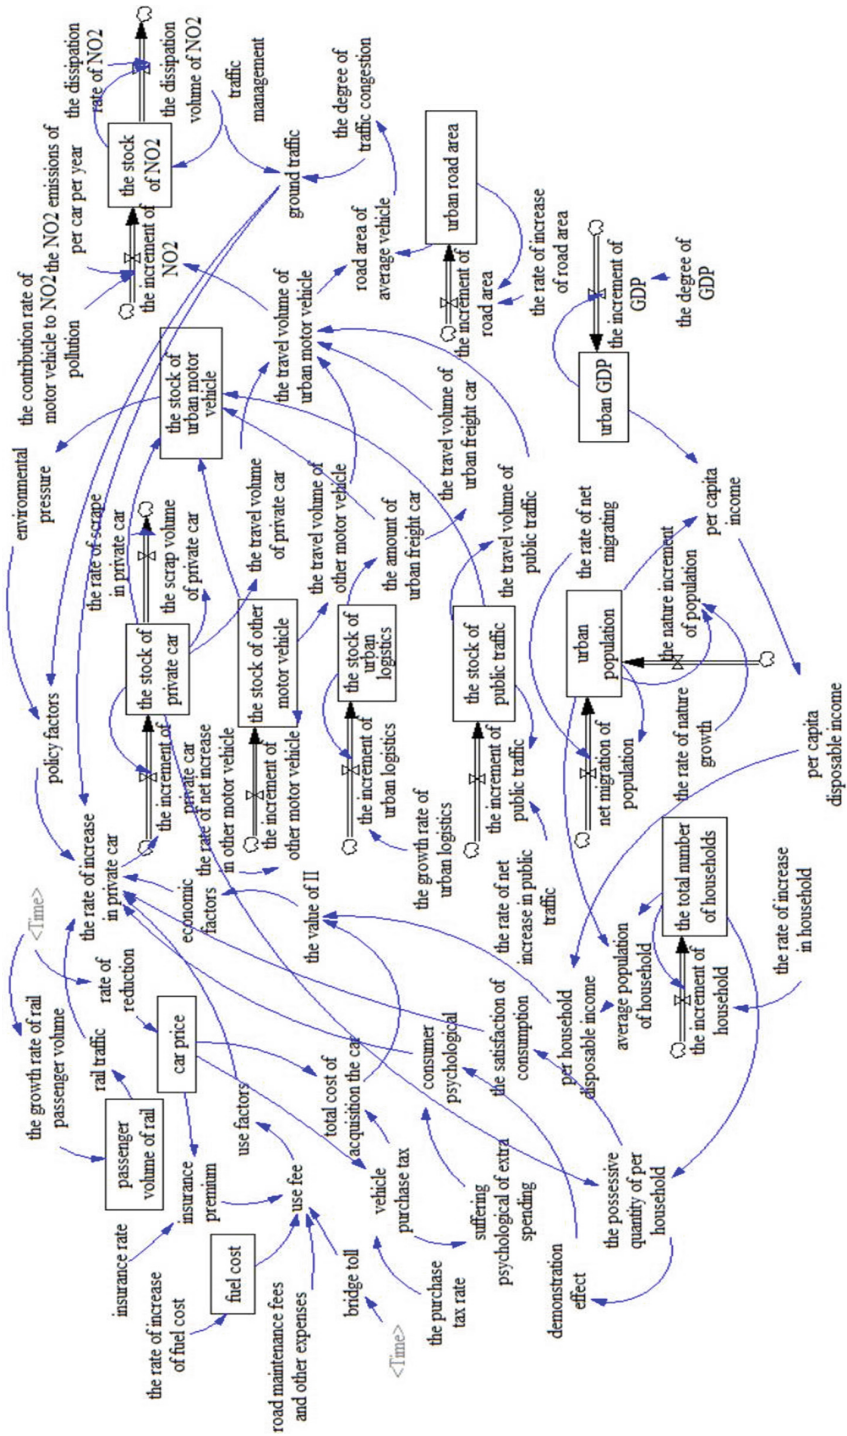 <Time>
the growth rate of rail
passenger volume
rate of
reduction
rail traffic
passenger
volume of rail
car price
insurance rate
insurance
premium
the rate of increase
of fuel cost
fuel cost
use fee
use factors
road maintenance fees
and other expenses
bridge toll
<Time>
total cost of
acquisition the car
vehicle
purchase tax
the purchase
tax rate
suffering
psychological of extra
spending
consumer
psychological
the satisfaction of
consumption
demonstration
effect
the possessive
quantity of per
household
per household
disposable income
average population
of household
the total number
of households
the increment of
household
the rate of increase
in household
policy factors
environmental
pressure
the rate of increase
in private car
economic
factors
the value of II
the rate of scrape
in private car
the stock of
private car
the increment of
private car
the scrap volume
of private car
the rate of net increase
in other motor vehicle
the increment of
other motor vehicle
the stock of other
motor vehicle
the travel volume
of private car
the travel volume of
other motor vehicle
the stock of
urban
logistics
the increment of
urban logistics
the growth rate of
urban logistics
the amount of
urban freight car
the travel volume of
urban freight car
the stock of
public traffic
the increment of
public traffic
the rate of net
increase in public
traffic
the travel volume of
public traffic
the rate of net
migrating
urban
population
net migration of
population
the nature increment
of population
the rate of nature
growth
per capita
income
per capita
disposable income
the contribution rate of
motor vehicle to NO2
pollution
the NO2 emissions of
per car per year
the increment of
NO2
the stock
of NO2
the dissipation
rate of NO2
the dissipation
volume of NO2
traffic
management
the stock of
urban motor
vehicle
the travel volume of
urban motor vehicle
ground traffic
the degree of
traffic congestion
road area of
average vehicle
urban road area
the increment of
road area
the rate of increase
of road area
urban GDP
the increment of
GDP
the degree of
GDP